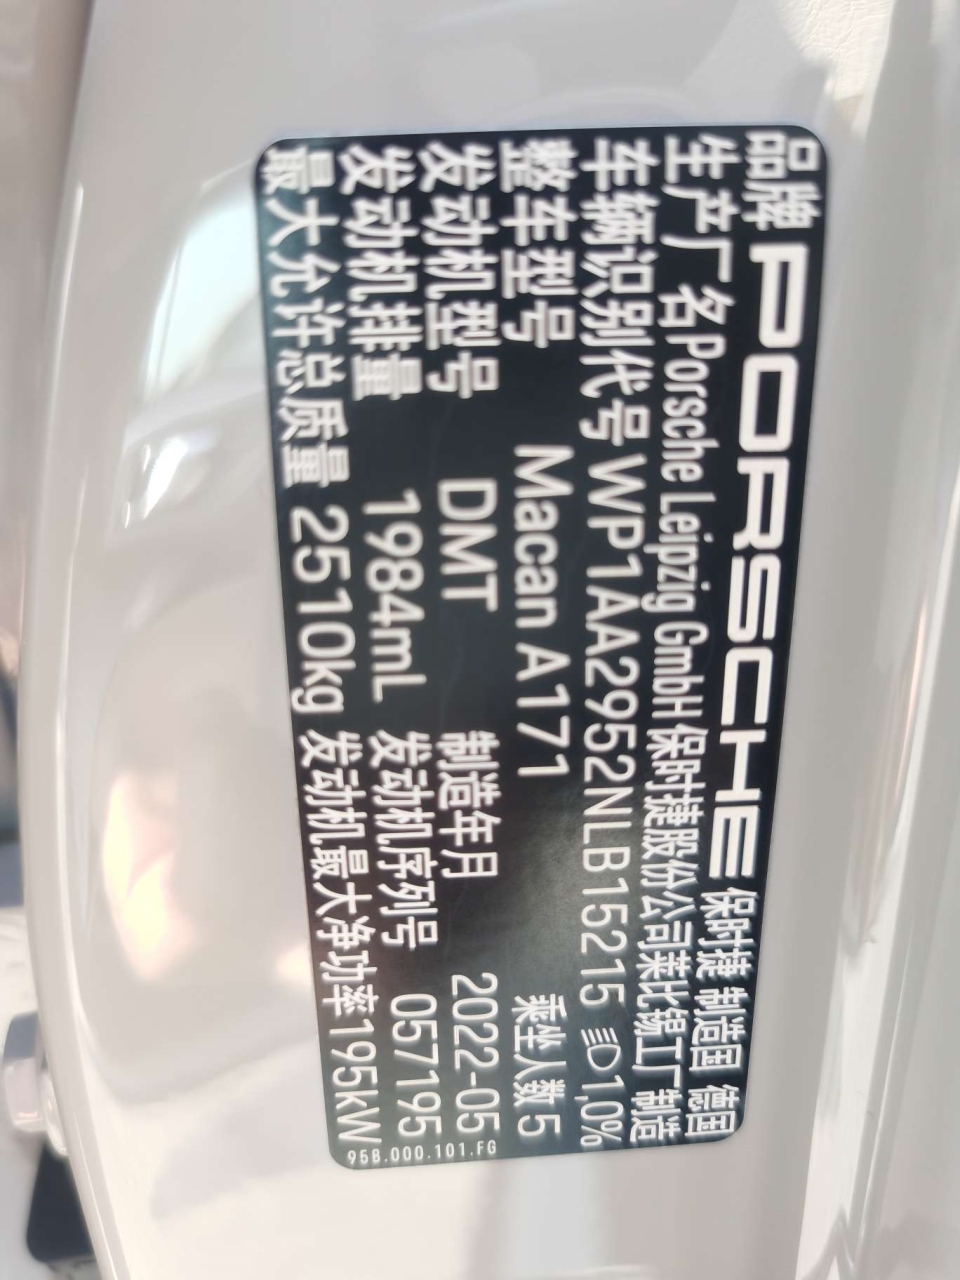 品牌 PORSCHE 保时捷 制造国 德国
生产厂名 Porsche Leipzig GmbH 保时捷股份公司莱比锡工厂制造
车辆识别代号 WP1AA2952NLB15215 1,0%
整车型号 Macan A171 乘坐人数 5
发动机型号 DMT 制造年月 2022-05
发动机排量 1984mL 发动机序列号 057195
最大允许总质量 2510kg 发动机最大净功率 195kW
958.000.101.FG